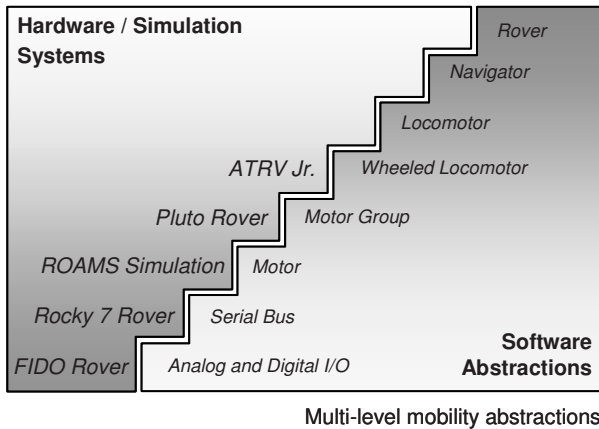 Hardware / Simulation
Systems
Rover
Navigator
Locomotor
ATRV Jr.
Wheeled Locomotor
Pluto Rover
Motor Group
ROAMS Simulation
Motor
Rocky 7 Rover
Serial Bus
FIDO Rover
Analog and Digital I/O
Software
Abstractions
Multi-level mobility abstractions